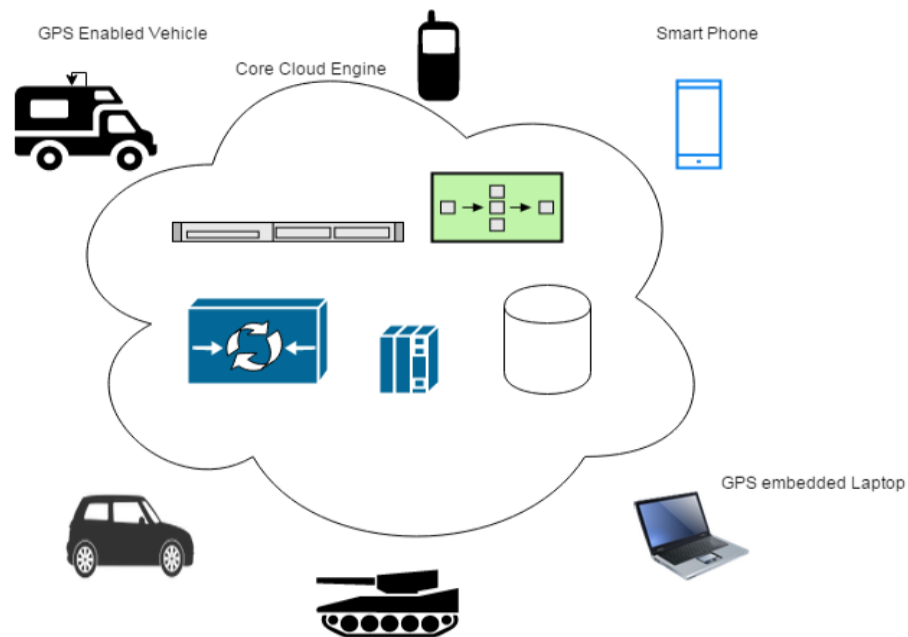 GPS Enabled Vehicle
Smart Phone
Core Cloud Engine
GPS embedded Laptop